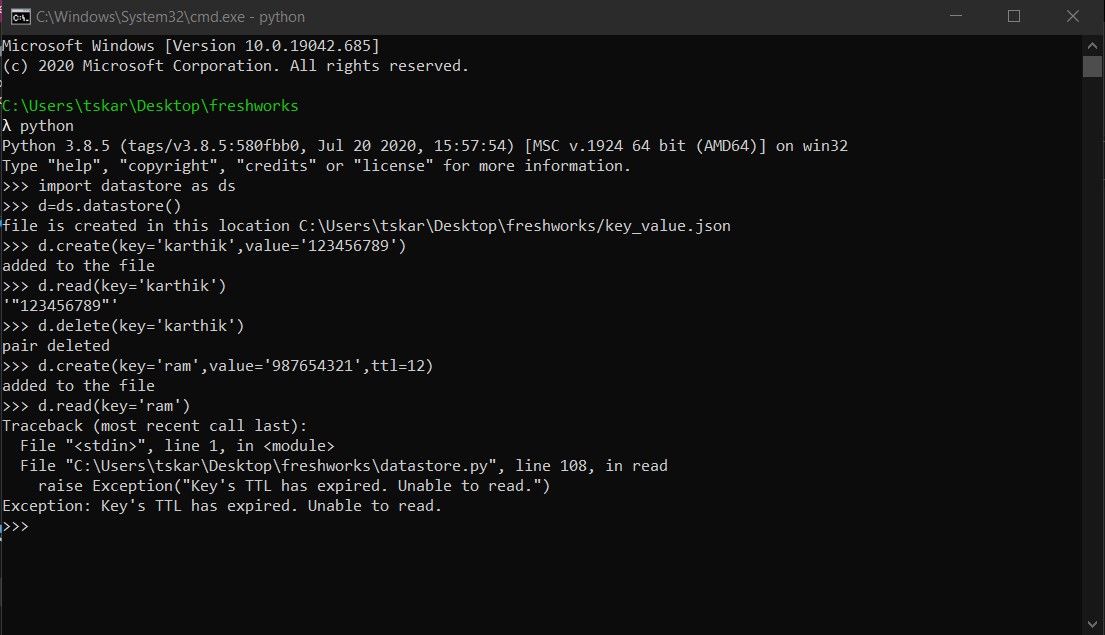 C:\Windows\System32\cmd.exe - python
Microsoft Windows [Version 10.0.19042.685]
(c) 2020 Microsoft Corporation. All rights reserved.
C:\Users\tskar\Desktop\freshworks
λ python
Python 3.8.5 (tags/v3.8.5:580fbb0, Jul 20 2020, 15:57:54) [MSC v.1924 64 bit (AMD64)] on win32
Type "help", "copyright", "credits" or "license" for more information.
>>> import datastore as ds
>>> d=ds.datastore()
file is created in this location C:\Users\tskar\Desktop\freshworks/key_value.json
>>> d.create(key='karthik',value='123456789')
added to the file
>>> d.read(key='karthik')
'"123456789"'
>>> d.delete(key='karthik')
pair deleted
>>> d.create(key='ram',value='987654321',ttl=12)
added to the file
>>> d.read(key='ram')
Traceback (most recent call last):
  File "<stdin>", line 1, in <module>
  File "C:\Users\tskar\Desktop\freshworks\datastore.py", line 108, in read
    raise Exception("Key's TTL has expired. Unable to read.")
Exception: Key's TTL has expired. Unable to read.
>>>